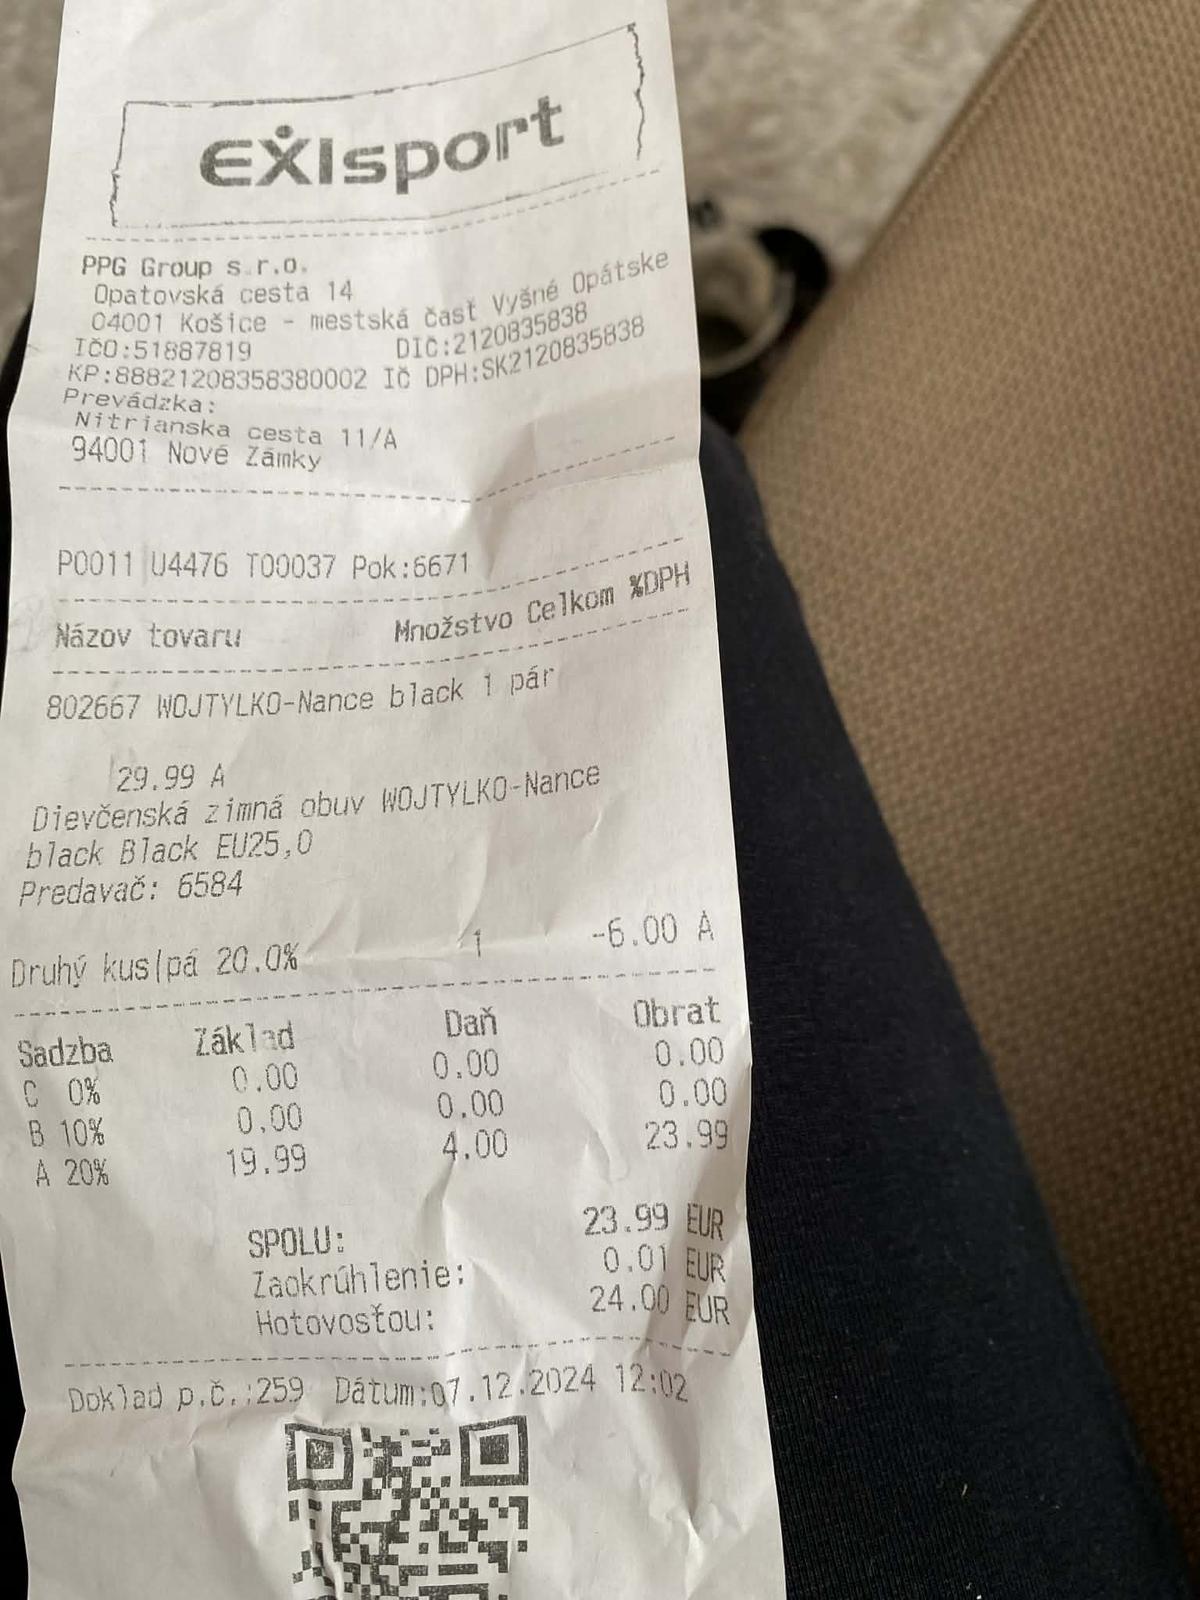 EXIsport
PPG Group s.r.o.
Opatovská cesta 14
04001 Košice - mestská časť Vyšné Opátske
IČO:51887819 DIČ:2120835838
KP:88821208358380002 IČ DPH:SK2120835838
Prevádzka:
Nitrianska cesta 11/A
94001 Nové Zámky
P0011 U4476 T00037 Pok:6671
Názov tovaru Množstvo Celkom %DPH
802667 WOJTYLKO-Nance black 1 pár
29.99 A
Dievčenská zimná obuv WOJTYLKO-Nance
black Black EU25,0
Predavač: 6584
Druhý kus|pá 20.0% 1 -6.00 A
Sadzba Základ Daň Obrat
C 0% 0.00 0.00 0.00
B 10% 0.00 0.00 0.00
A 20% 19.99 4.00 23.99
SPOLU: 23.99 EUR
Zaokrúhlenie: 0.01 EUR
Hotovosťou: 24.00 EUR
Doklad p.č.:259 Dátum:07.12.2024 12:02